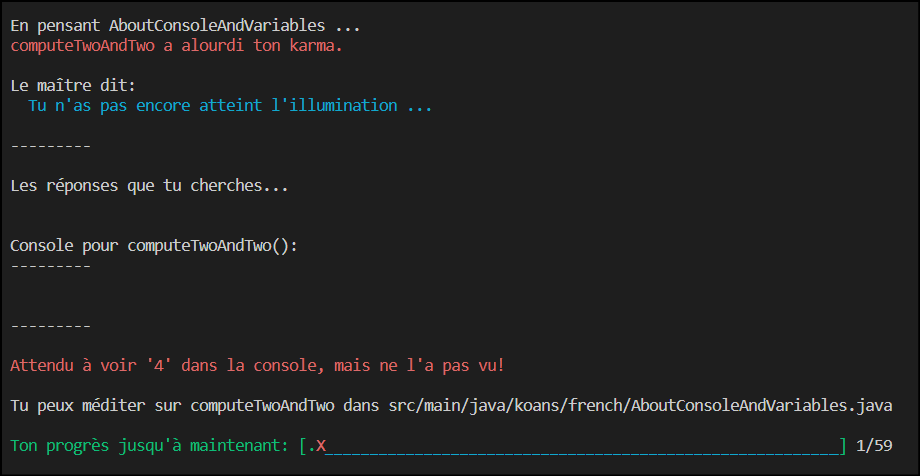 En pensant AboutConsoleAndVariables ...
computeTwoAndTwo a alourdi ton karma.
Le maître dit:
Tu n'as pas encore atteint l'illumination ...
---------
Les réponses que tu cherches...
Console pour computeTwoAndTwo():
---------
---------
Attendu à voir '4' dans la console, mais ne l'a pas vu!
Tu peux méditer sur computeTwoAndTwo dans src/main/java/koans/french/AboutConsoleAndVariables.java
Ton progrès jusqu'à maintenant: [.X__________________________________________________________] 1/59